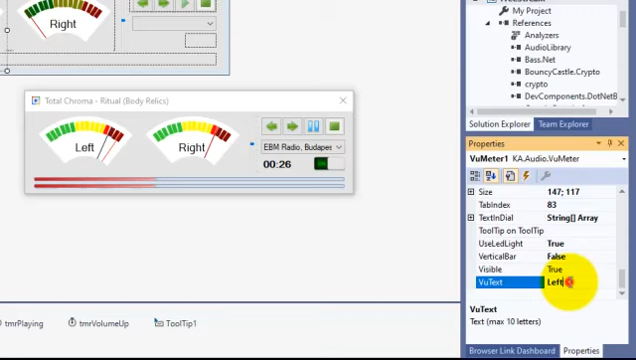 Right
My Project
References
Analyzers
AudioLibrary
Bass.Net
BouncyCastle.Crypto
crypto
DevComponents.DotNetB
Solution Explorer
Team Explorer
Total Chroma - Ritual (Body Relics)
Left
Right
EBM Radio, Budapes
00:26
Properties
VuMeter1 KA.Audio.VuMeter
Size 147; 117
TabIndex 83
TextInDial String[] Array
ToolTip on ToolTip
UseLedLight True
VerticalBar False
Visible True
VuText Left
VuText
Text (max 10 letters)
tmrPlaying
tmrVolumeUp
ToolTip1
Browser Link Dashboard
Properties